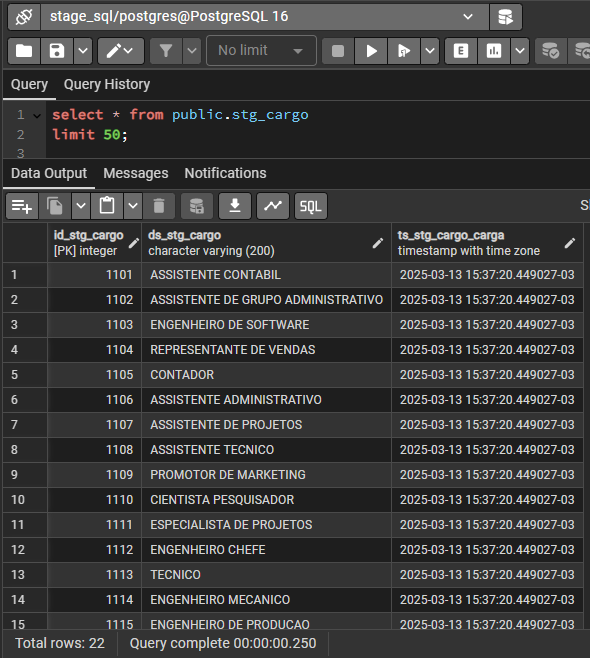 stage_sql/postgres@PostgreSQL 16
No limit
E
Query Query History
1 select * from public.stg_cargo
2 limit 50;
3
Data Output Messages Notifications
SQL
id_stg_cargo ds_stg_cargo ts_stg_cargo_carga
[PK] integer character varying (200) timestamp with time zone
1 1101 ASSISTENTE CONTABIL 2025-03-13 15:37:20.449027-03
2 1102 ASSISTENTE DE GRUPO ADMINISTRATIVO 2025-03-13 15:37:20.449027-03
3 1103 ENGENHEIRO DE SOFTWARE 2025-03-13 15:37:20.449027-03
4 1104 REPRESENTANTE DE VENDAS 2025-03-13 15:37:20.449027-03
5 1105 CONTADOR 2025-03-13 15:37:20.449027-03
6 1106 ASSISTENTE ADMINISTRATIVO 2025-03-13 15:37:20.449027-03
7 1107 ASSISTENTE DE PROJETOS 2025-03-13 15:37:20.449027-03
8 1108 ASSISTENTE TECNICO 2025-03-13 15:37:20.449027-03
9 1109 PROMOTOR DE MARKETING 2025-03-13 15:37:20.449027-03
10 1110 CIENTISTA PESQUISADOR 2025-03-13 15:37:20.449027-03
11 1111 ESPECIALISTA DE PROJETOS 2025-03-13 15:37:20.449027-03
12 1112 ENGENHEIRO CHEFE 2025-03-13 15:37:20.449027-03
13 1113 TECNICO 2025-03-13 15:37:20.449027-03
14 1114 ENGENHEIRO MECANICO 2025-03-13 15:37:20.449027-03
15 1115 ENGENHEIRO DE PRODUCAO 2025-03-13 15:37:20.449027-03
Total rows: 22 Query complete 00:00:00.250